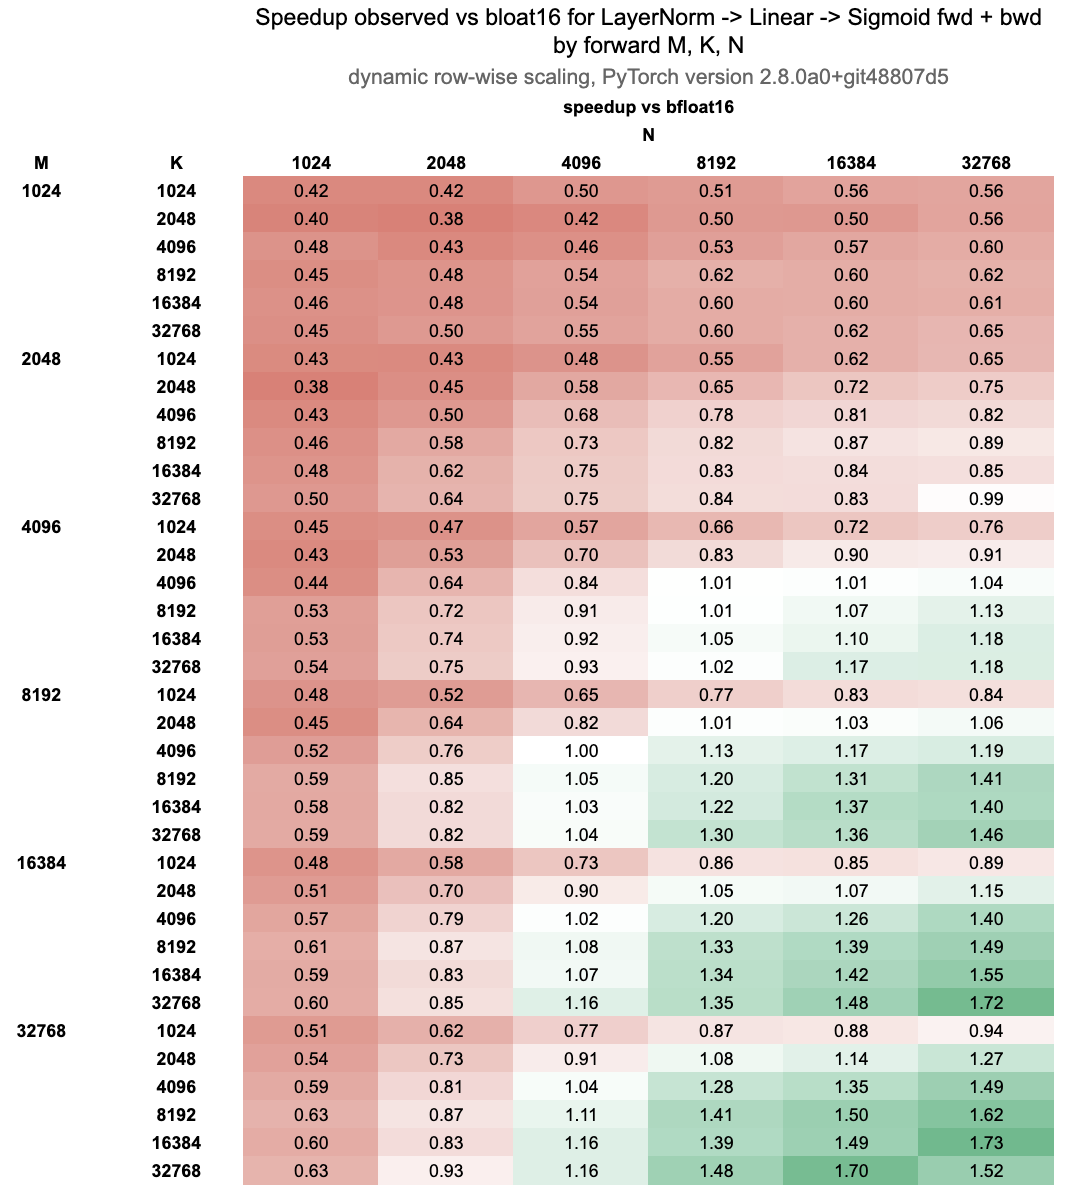 Speedup observed vs bloat16 for LayerNorm -> Linear -> Sigmoid fwd + bwd
by forward M, K, N
dynamic row-wise scaling, PyTorch version 2.8.0a0+git48807d5
speedup vs bfloat16
N
M K 1024 2048 4096 8192 16384 32768
1024 1024 0.42 0.42 0.50 0.51 0.56 0.56
2048 0.40 0.38 0.42 0.50 0.50 0.56
4096 0.48 0.43 0.46 0.53 0.57 0.60
8192 0.45 0.48 0.54 0.62 0.60 0.62
16384 0.46 0.48 0.54 0.60 0.60 0.61
32768 0.45 0.50 0.55 0.60 0.62 0.65
2048 1024 0.43 0.43 0.48 0.55 0.62 0.65
2048 0.38 0.45 0.58 0.65 0.72 0.75
4096 0.43 0.50 0.68 0.78 0.81 0.82
8192 0.46 0.58 0.73 0.82 0.87 0.89
16384 0.48 0.62 0.75 0.83 0.84 0.85
32768 0.50 0.64 0.75 0.84 0.83 0.99
4096 1024 0.45 0.47 0.57 0.66 0.72 0.76
2048 0.43 0.53 0.70 0.83 0.90 0.91
4096 0.44 0.64 0.84 1.01 1.01 1.04
8192 0.53 0.72 0.91 1.01 1.07 1.13
16384 0.53 0.74 0.92 1.05 1.10 1.18
32768 0.54 0.75 0.93 1.02 1.17 1.18
8192 1024 0.48 0.52 0.65 0.77 0.83 0.84
2048 0.45 0.64 0.82 1.01 1.03 1.06
4096 0.52 0.76 1.00 1.13 1.17 1.19
8192 0.59 0.85 1.05 1.20 1.31 1.41
16384 0.58 0.82 1.03 1.22 1.37 1.40
32768 0.59 0.82 1.04 1.30 1.36 1.46
16384 1024 0.48 0.58 0.73 0.86 0.85 0.89
2048 0.51 0.70 0.90 1.05 1.07 1.15
4096 0.57 0.79 1.02 1.20 1.26 1.40
8192 0.61 0.87 1.08 1.33 1.39 1.49
16384 0.59 0.83 1.07 1.34 1.42 1.55
32768 0.60 0.85 1.16 1.35 1.48 1.72
32768 1024 0.51 0.62 0.77 0.87 0.88 0.94
2048 0.54 0.73 0.91 1.08 1.14 1.27
4096 0.59 0.81 1.04 1.28 1.35 1.49
8192 0.63 0.87 1.11 1.41 1.50 1.62
16384 0.60 0.83 1.16 1.39 1.49 1.73
32768 0.63 0.93 1.16 1.48 1.70 1.52